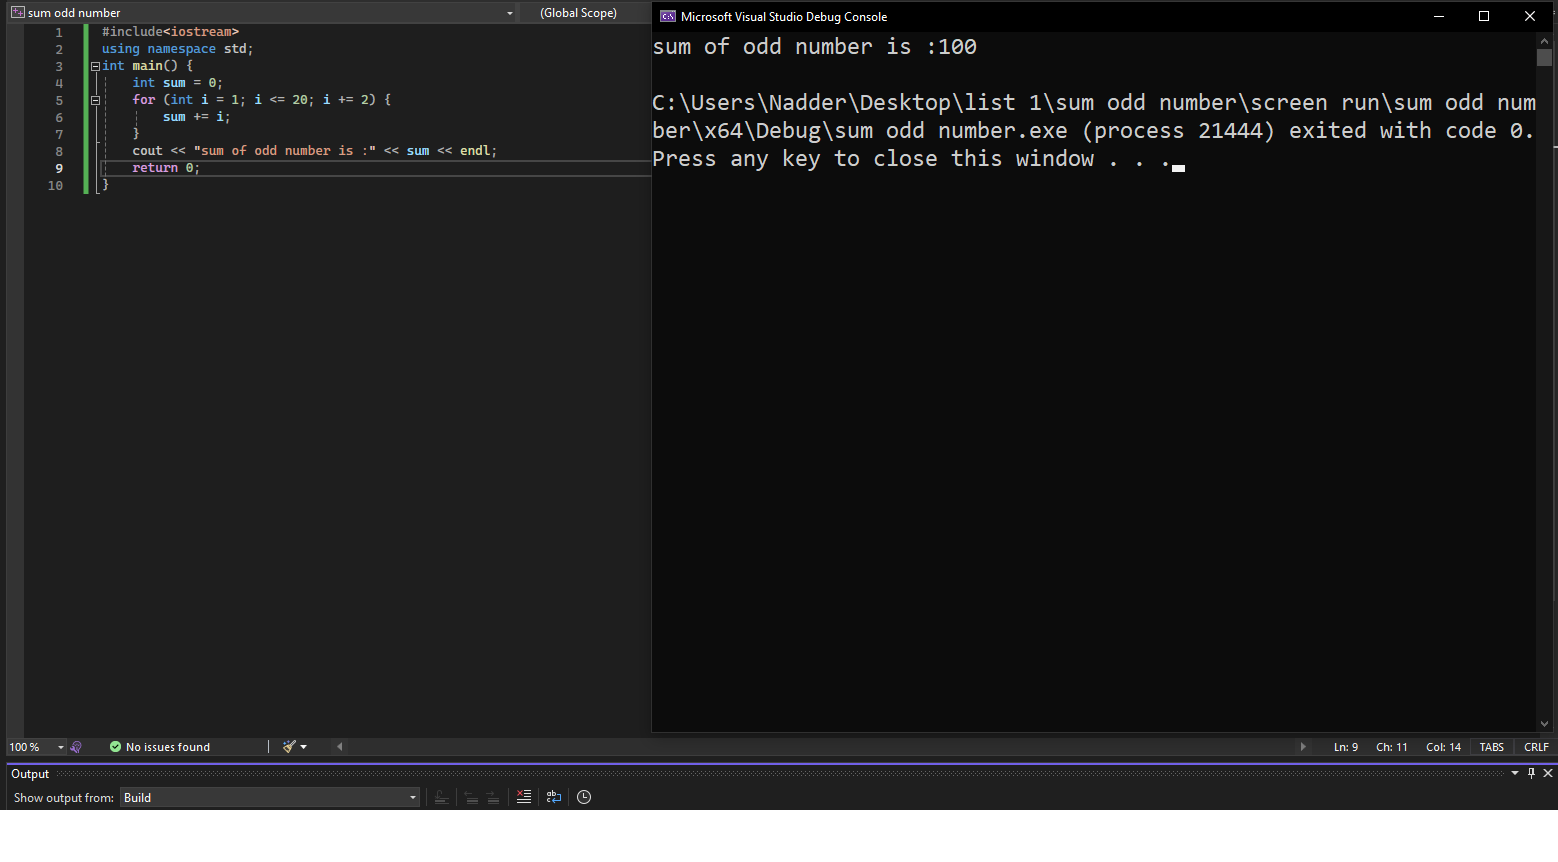 sum odd number
(Global Scope)
1 #include<iostream>
2 using namespace std;
3 int main() {
4 int sum = 0;
5 for (int i = 1; i <= 20; i += 2) {
6 sum += i;
7 }
8 cout << "sum of odd number is :" << sum << endl;
9 return 0;
10 }
Microsoft Visual Studio Debug Console
sum of odd number is :100
C:\Users\Nadder\Desktop\list 1\sum odd number\screen run\sum odd num
ber\x64\Debug\sum odd number.exe (process 21444) exited with code 0.
Press any key to close this window . . .
100 %
No issues found
Ln: 9 Ch: 11 Col: 14 TABS CRLF
Output
Show output from: Build